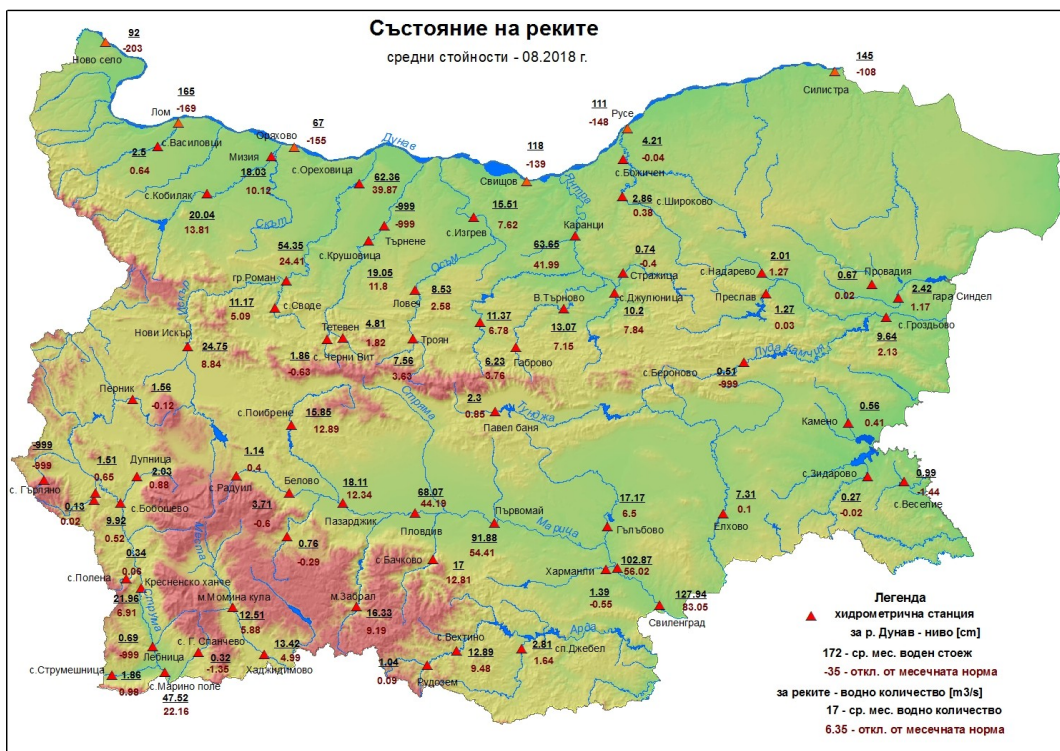 Състояние на реките
средни стойности - 08.2018 г.
92
-203
Ново село
145
-108
Силистра
165
-169
Лом
67
-155
Оряхово
111
-148
Русе
118
-139
Свищов
Дунав
с.Василовци
2.5
0.64
Мизия
18.03
10.12
с.Ореховица
62.36
39.87
4.21
-0.04
с.Божичен
2.86
0.38
с.Широково
с.Кобиляк
20.04
13.81
Скът
-999
-999
Търнене
с.Крушовица
19.05
11.8
15.51
7.62
с.Изгрев
Янтра
Каранци
63.65
41.99
54.35
24.41
гр.Роман
Искър
Осъм
0.74
-0.4
Стражица
с.Надарево
2.01
1.27
0.67
0.02
Провадия
2.42
1.17
гара Синдел
11.17
5.09
с.Своде
8.53
2.58
Ловеч
В.Търново
13.07
7.15
с.Джулюница
10.2
7.84
Преслав
1.27
0.03
с.Гроздьово
9.64
2.13
Нови Искър
24.75
8.84
Тетевен
4.81
1.82
с. Черни Вит
1.86
-0.63
Троян
7.56
3.63
11.37
6.78
6.23
3.76
Габрово
Луда Камчия
с.Бероново
0.51
-999
Перник
1.56
-0.12
с.Поибрене
15.85
12.89
Стряма
2.3
0.85
Павел баня
Тунджа
0.56
0.41
Камено
-999
-999
с. Гърляно
1.51
0.65
Дупница
2.03
0.88
1.14
0.4
с.Радуил
Белово
3.71
-0.6
18.11
12.34
Пазарджик
68.07
44.19
Пловдив
Първомай
91.88
54.41
Марица
17.17
6.5
Гълъбово
7.31
0.1
Елхово
с.Зидарово
0.27
-0.02
0.99
-1.44
с.Веселие
0.13
0.02
с.Бобошево
9.92
0.52
0.76
-0.29
с.Бачково
17
12.81
Харманли
102.87
56.02
1.39
-0.55
127.94
83.05
Свиленград
0.34
0.06
с.Полена
Кресненско ханче
21.96
6.91
Струма
Места
м.Момина кула
12.51
5.88
м.Забрал
16.33
9.19
0.69
-999
Лебница
с. Г. Спанчево
0.32
-1.35
13.42
4.99
Хаджидимово
с.Вехтино
12.89
9.48
Арда
2.81
1.64
сп.Джебел
1.04
0.09
Рудозем
с.Струмешница
1.86
0.98
с.Марино поле
47.52
22.16
Легенда
хидрометрична станция
за р. Дунав - ниво [cm]
172 - ср. мес. воден стоеж
-35 - откл. от месечната норма
за реките - водно количество [m3/s]
17 - ср. мес. водно количество
6.35 - откл. от месечната норма